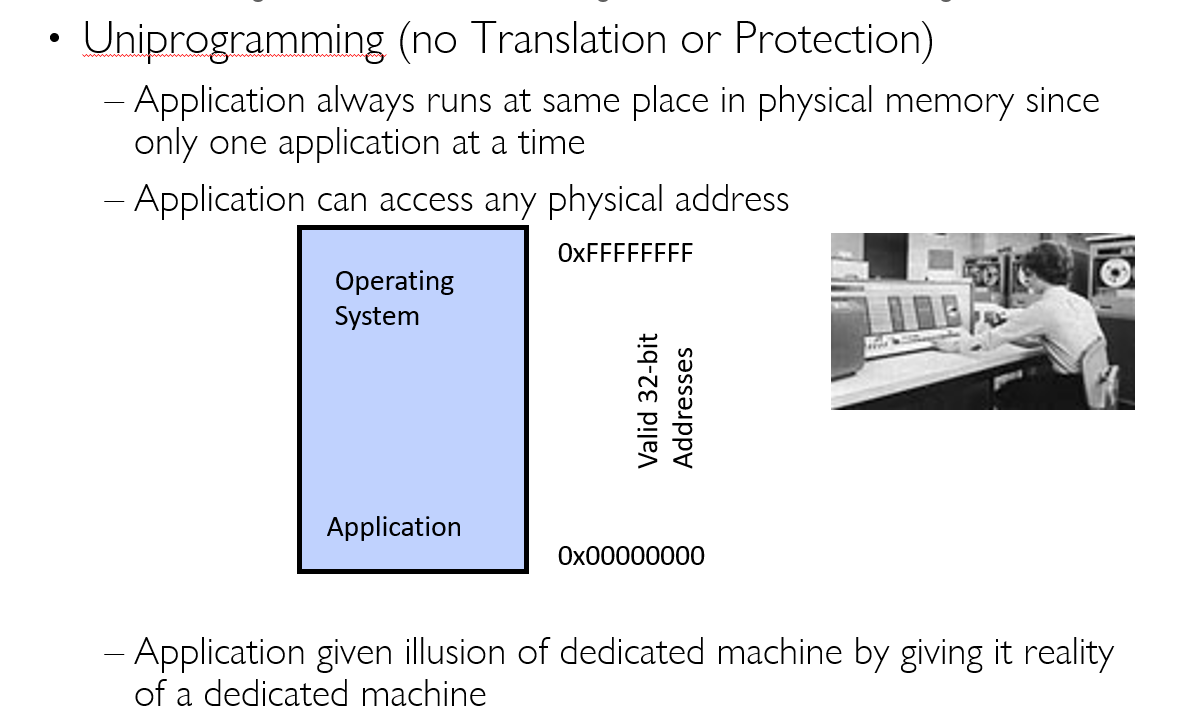 • Uniprogramming (no Translation or Protection)
– Application always runs at same place in physical memory since
only one application at a time
– Application can access any physical address
Operating
System
Application
0xFFFFFFFF
Valid 32-bit
Addresses
0x00000000
– Application given illusion of dedicated machine by giving it reality
of a dedicated machine